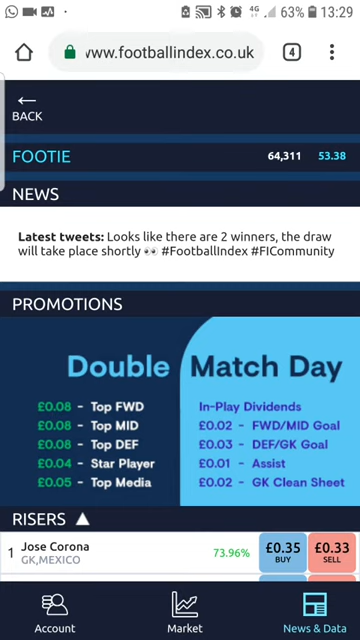 4G 63% 13:29
www.footballindex.co.uk 4
BACK
FOOTIE 64,311 53.38
NEWS
Latest tweets: Looks like there are 2 winners, the draw
will take place shortly 👀 #FootballIndex #FICommunity
PROMOTIONS
Double Match Day
£0.08 - Top FWD
£0.08 - Top MID
£0.08 - Top DEF
£0.04 - Star Player
£0.05 - Top Media
In-Play Dividends
£0.02 - FWD/MID Goal
£0.03 - DEF/GK Goal
£0.01 - Assist
£0.02 - GK Clean Sheet
RISERS ▲
1 Jose Corona 73.96% £0.35 £0.33
GK,MEXICO BUY SELL
Account Market News & Data